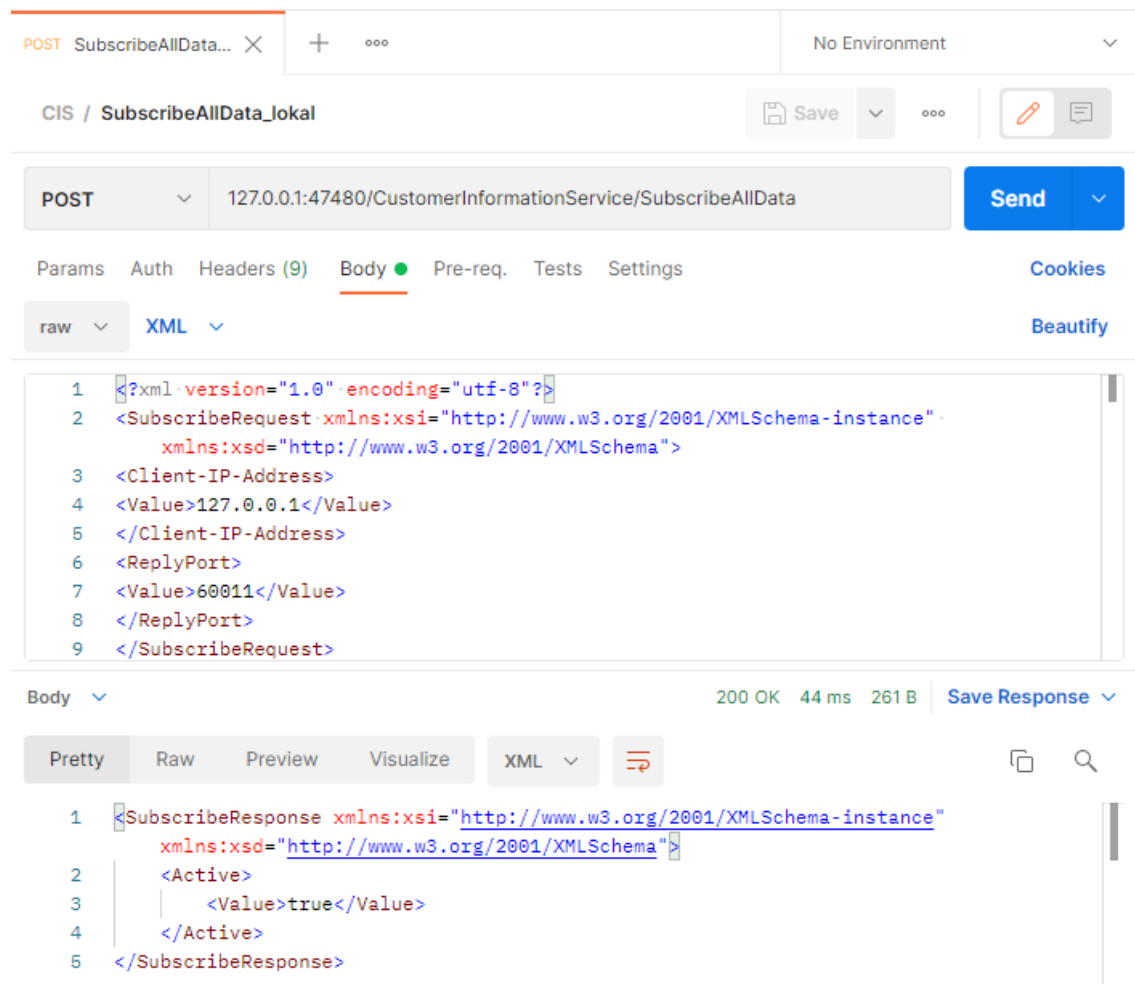 POST SubscribeAllData... No Environment
CIS / SubscribeAllData_lokal Save
POST 127.0.0.1:47480/CustomerInformationService/SubscribeAllData Send
Params Auth Headers (9) Body Pre-req. Tests Settings Cookies
raw XML Beautify
1 <?xml version="1.0" encoding="utf-8"?>
2 <SubscribeRequest xmlns:xsi="http://www.w3.org/2001/XMLSchema-instance"
xmlns:xsd="http://www.w3.org/2001/XMLSchema">
3 <Client-IP-Address>
4 <Value>127.0.0.1</Value>
5 </Client-IP-Address>
6 <ReplyPort>
7 <Value>60011</Value>
8 </ReplyPort>
9 </SubscribeRequest>
Body 200 OK 44 ms 261 B Save Response
Pretty Raw Preview Visualize XML
1 <SubscribeResponse xmlns:xsi="http://www.w3.org/2001/XMLSchema-instance"
xmlns:xsd="http://www.w3.org/2001/XMLSchema">
2 <Active>
3 <Value>true</Value>
4 </Active>
5 </SubscribeResponse>